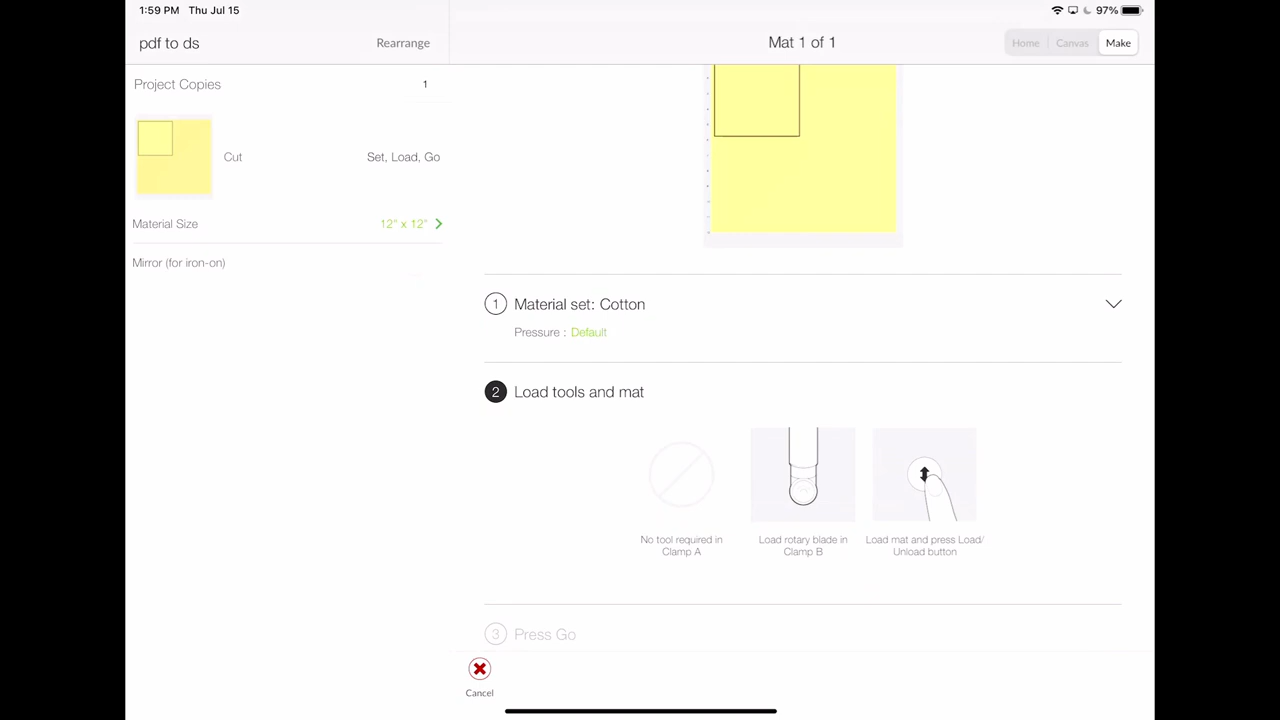 1:59 PM Thu Jul 15
97%
pdf to ds
Rearrange
Mat 1 of 1
Home
Canvas
Make
Project Copies
1
Cut
Set, Load, Go
Material Size
12" x 12"
Mirror (for iron-on)
1 Material set: Cotton
Pressure : Default
2 Load tools and mat
No tool required in
Clamp A
Load rotary blade in
Clamp B
Load mat and press Load/
Unload button
3 Press Go
Cancel